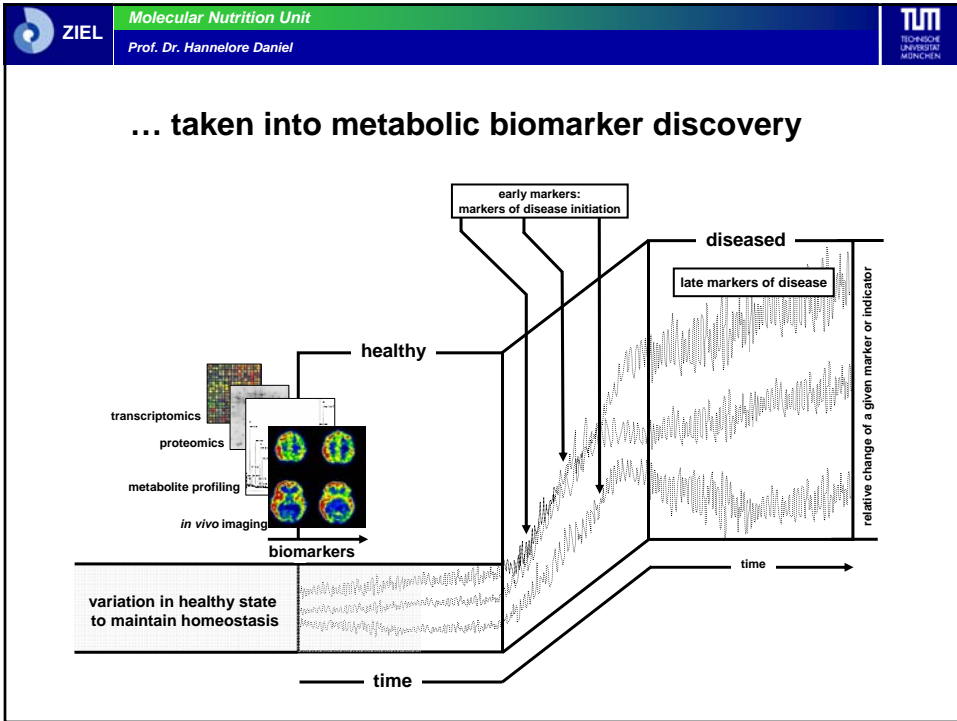 ZIEL
Molecular Nutrition Unit
Prof. Dr. Hannelore Daniel
TUM
TECHNISCHE
UNIVERSITÄT
MÜNCHEN
… taken into metabolic biomarker discovery
early markers:
markers of disease initiation
diseased
late markers of disease
relative change of a given marker or indicator
healthy
transcriptomics
proteomics
metabolite profiling
in vivo imaging
biomarkers
time
variation in healthy state
to maintain homeostasis
time